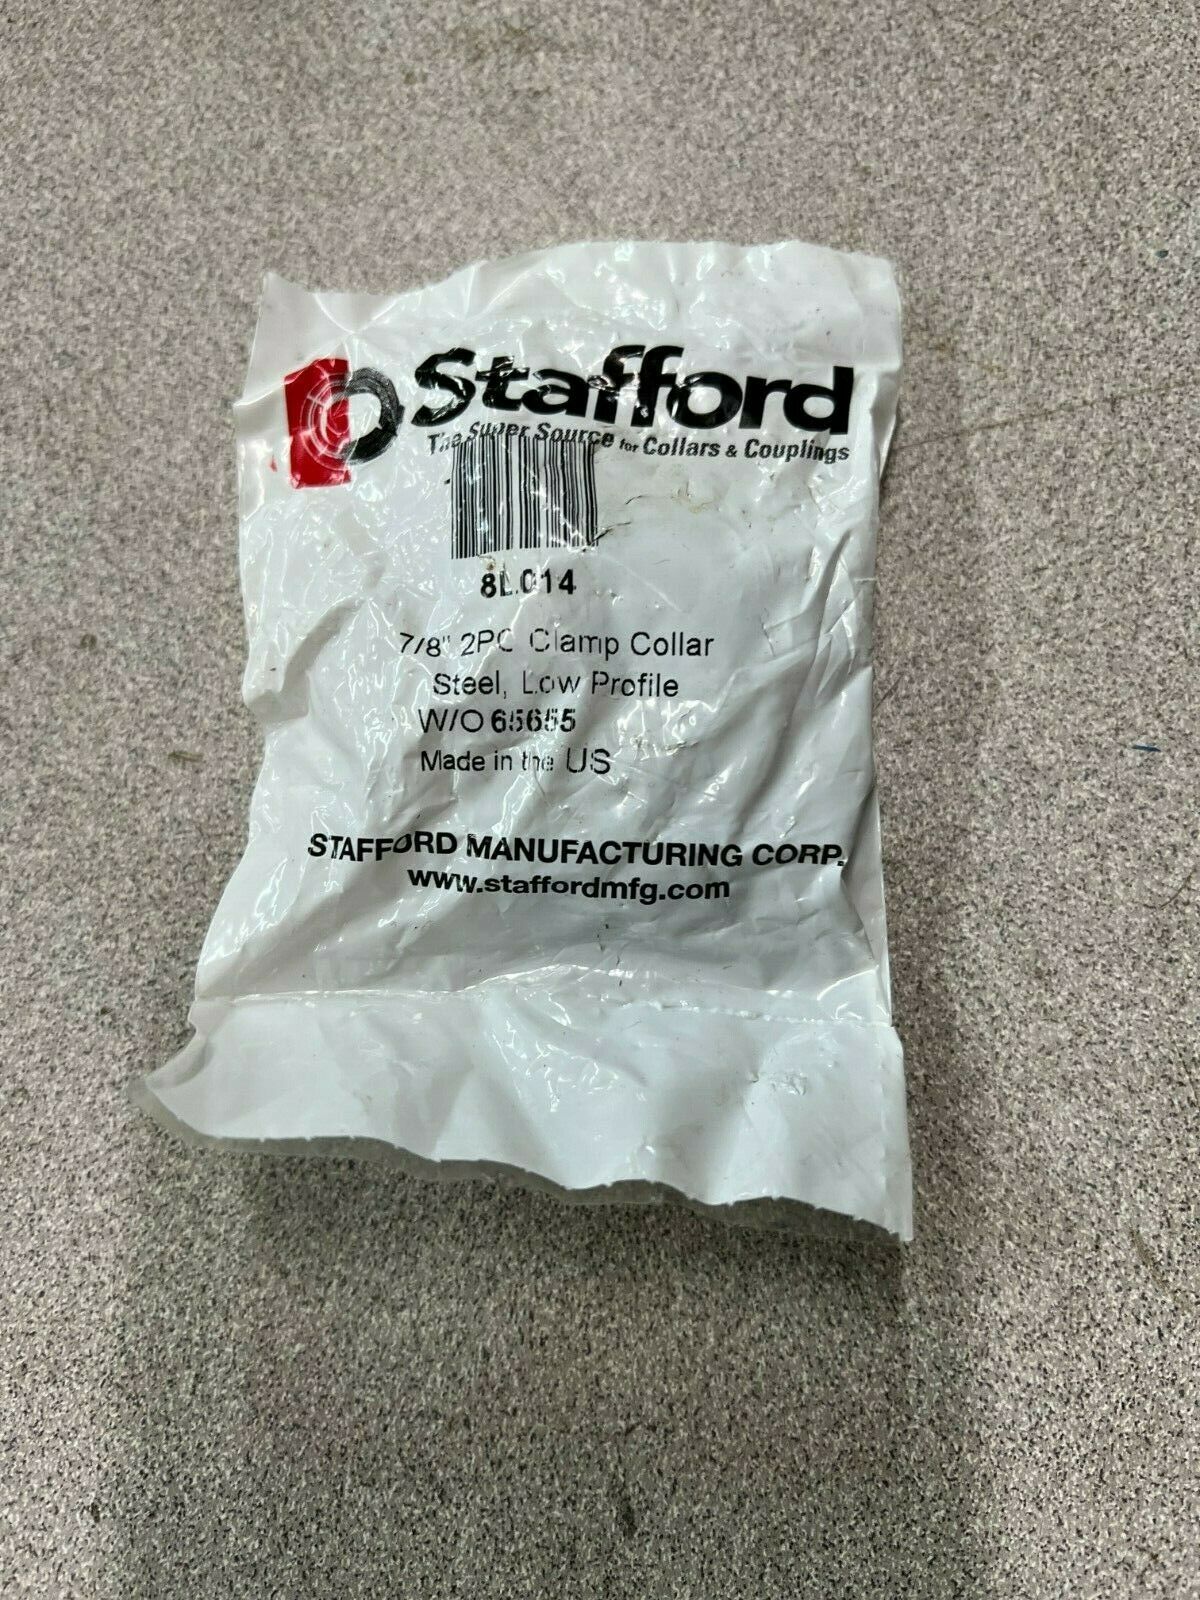 Stafford
The Super Source for Collars & Couplings
8L014
7/8" 2PC Clamp Collar
Steel, Low Profile
W/O 65655
Made in the US
STAFFORD MANUFACTURING CORP.
www.staffordmfg.com